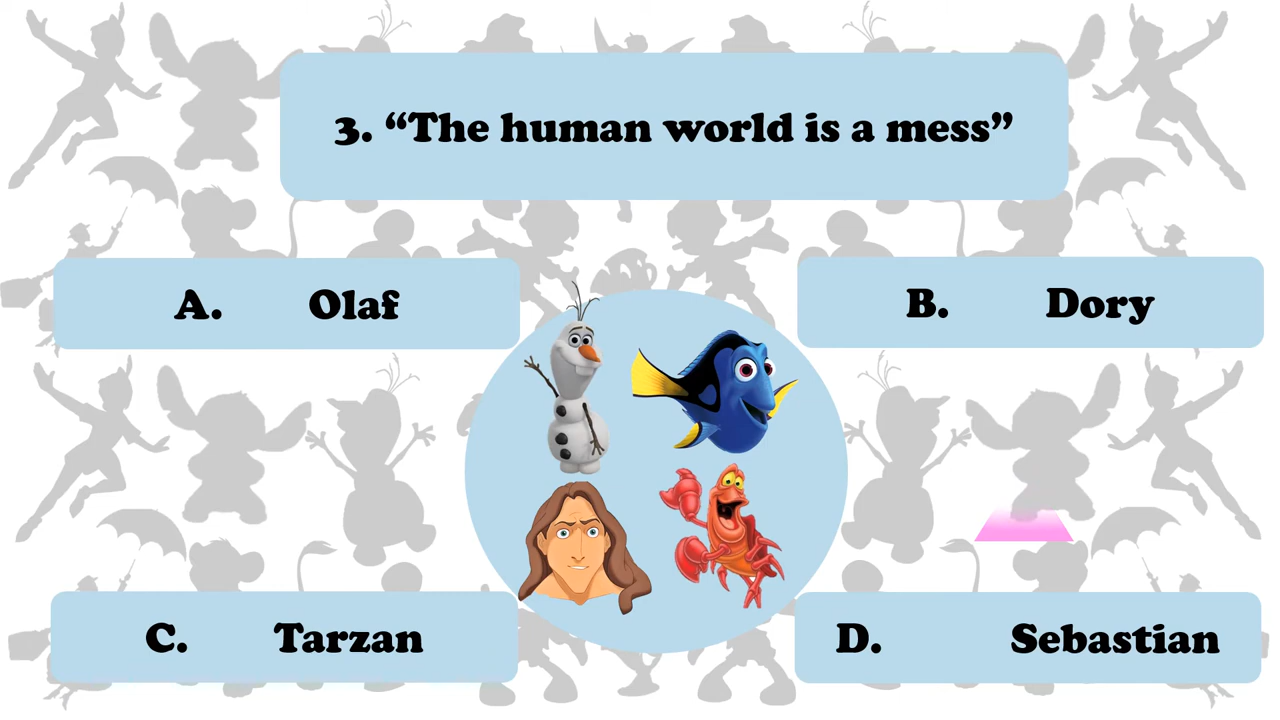 3. “The human world is a mess”
A. Olaf
B. Dory
C. Tarzan
D. Sebastian